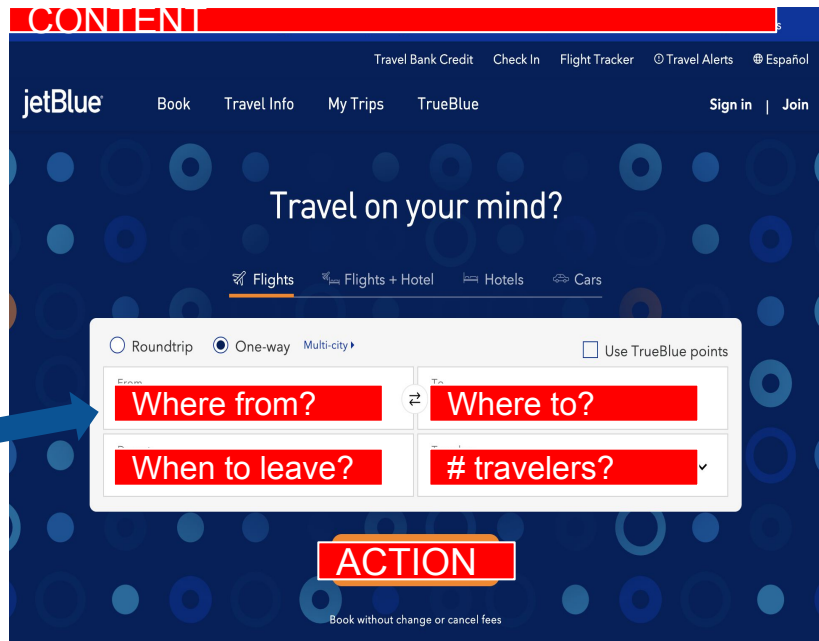 CONTENT
s
Travel Bank Credit Check In Flight Tracker Travel Alerts Español
jetBlue Book Travel Info My Trips TrueBlue Sign in | Join
Travel on your mind?
Flights Flights + Hotel Hotels Cars
Roundtrip One-way Multi-city Use TrueBlue points
From To
Where from? Where to?
When to leave? # travelers?
ACTION
Book without change or cancel fees